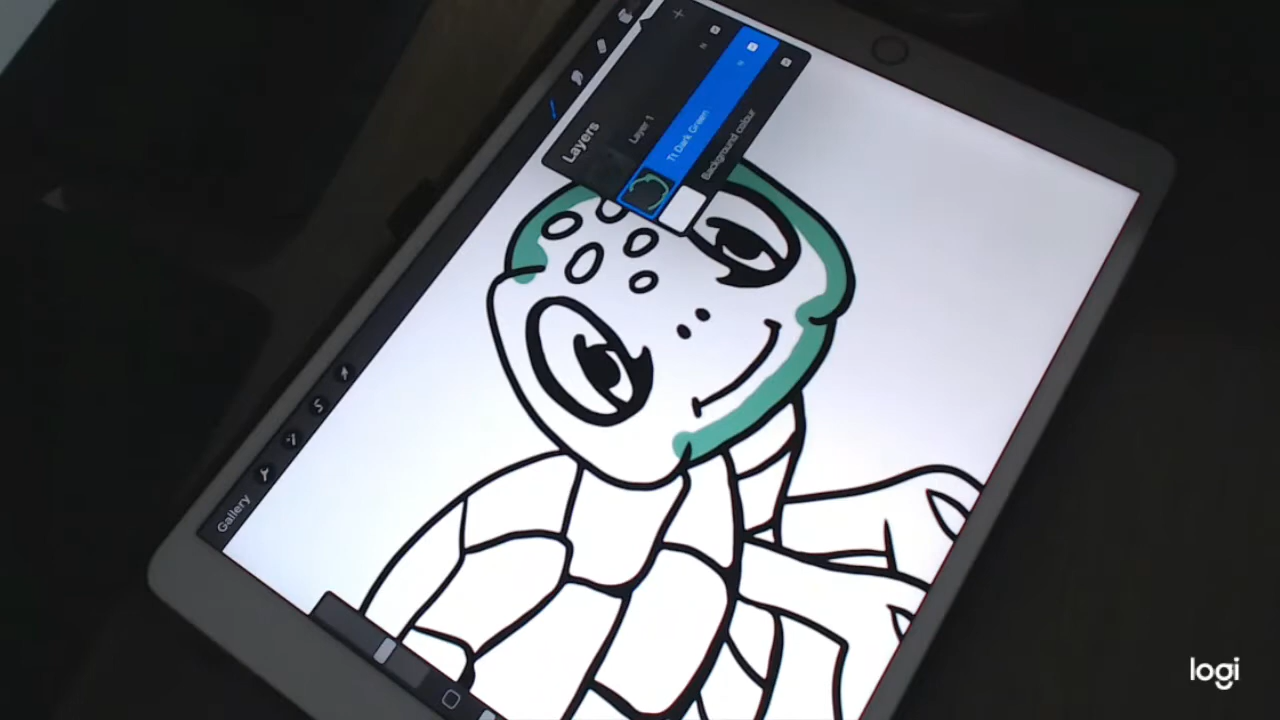 Gallery
Layers
Layer 1
N
T1 Dark Green
Background colour
logi